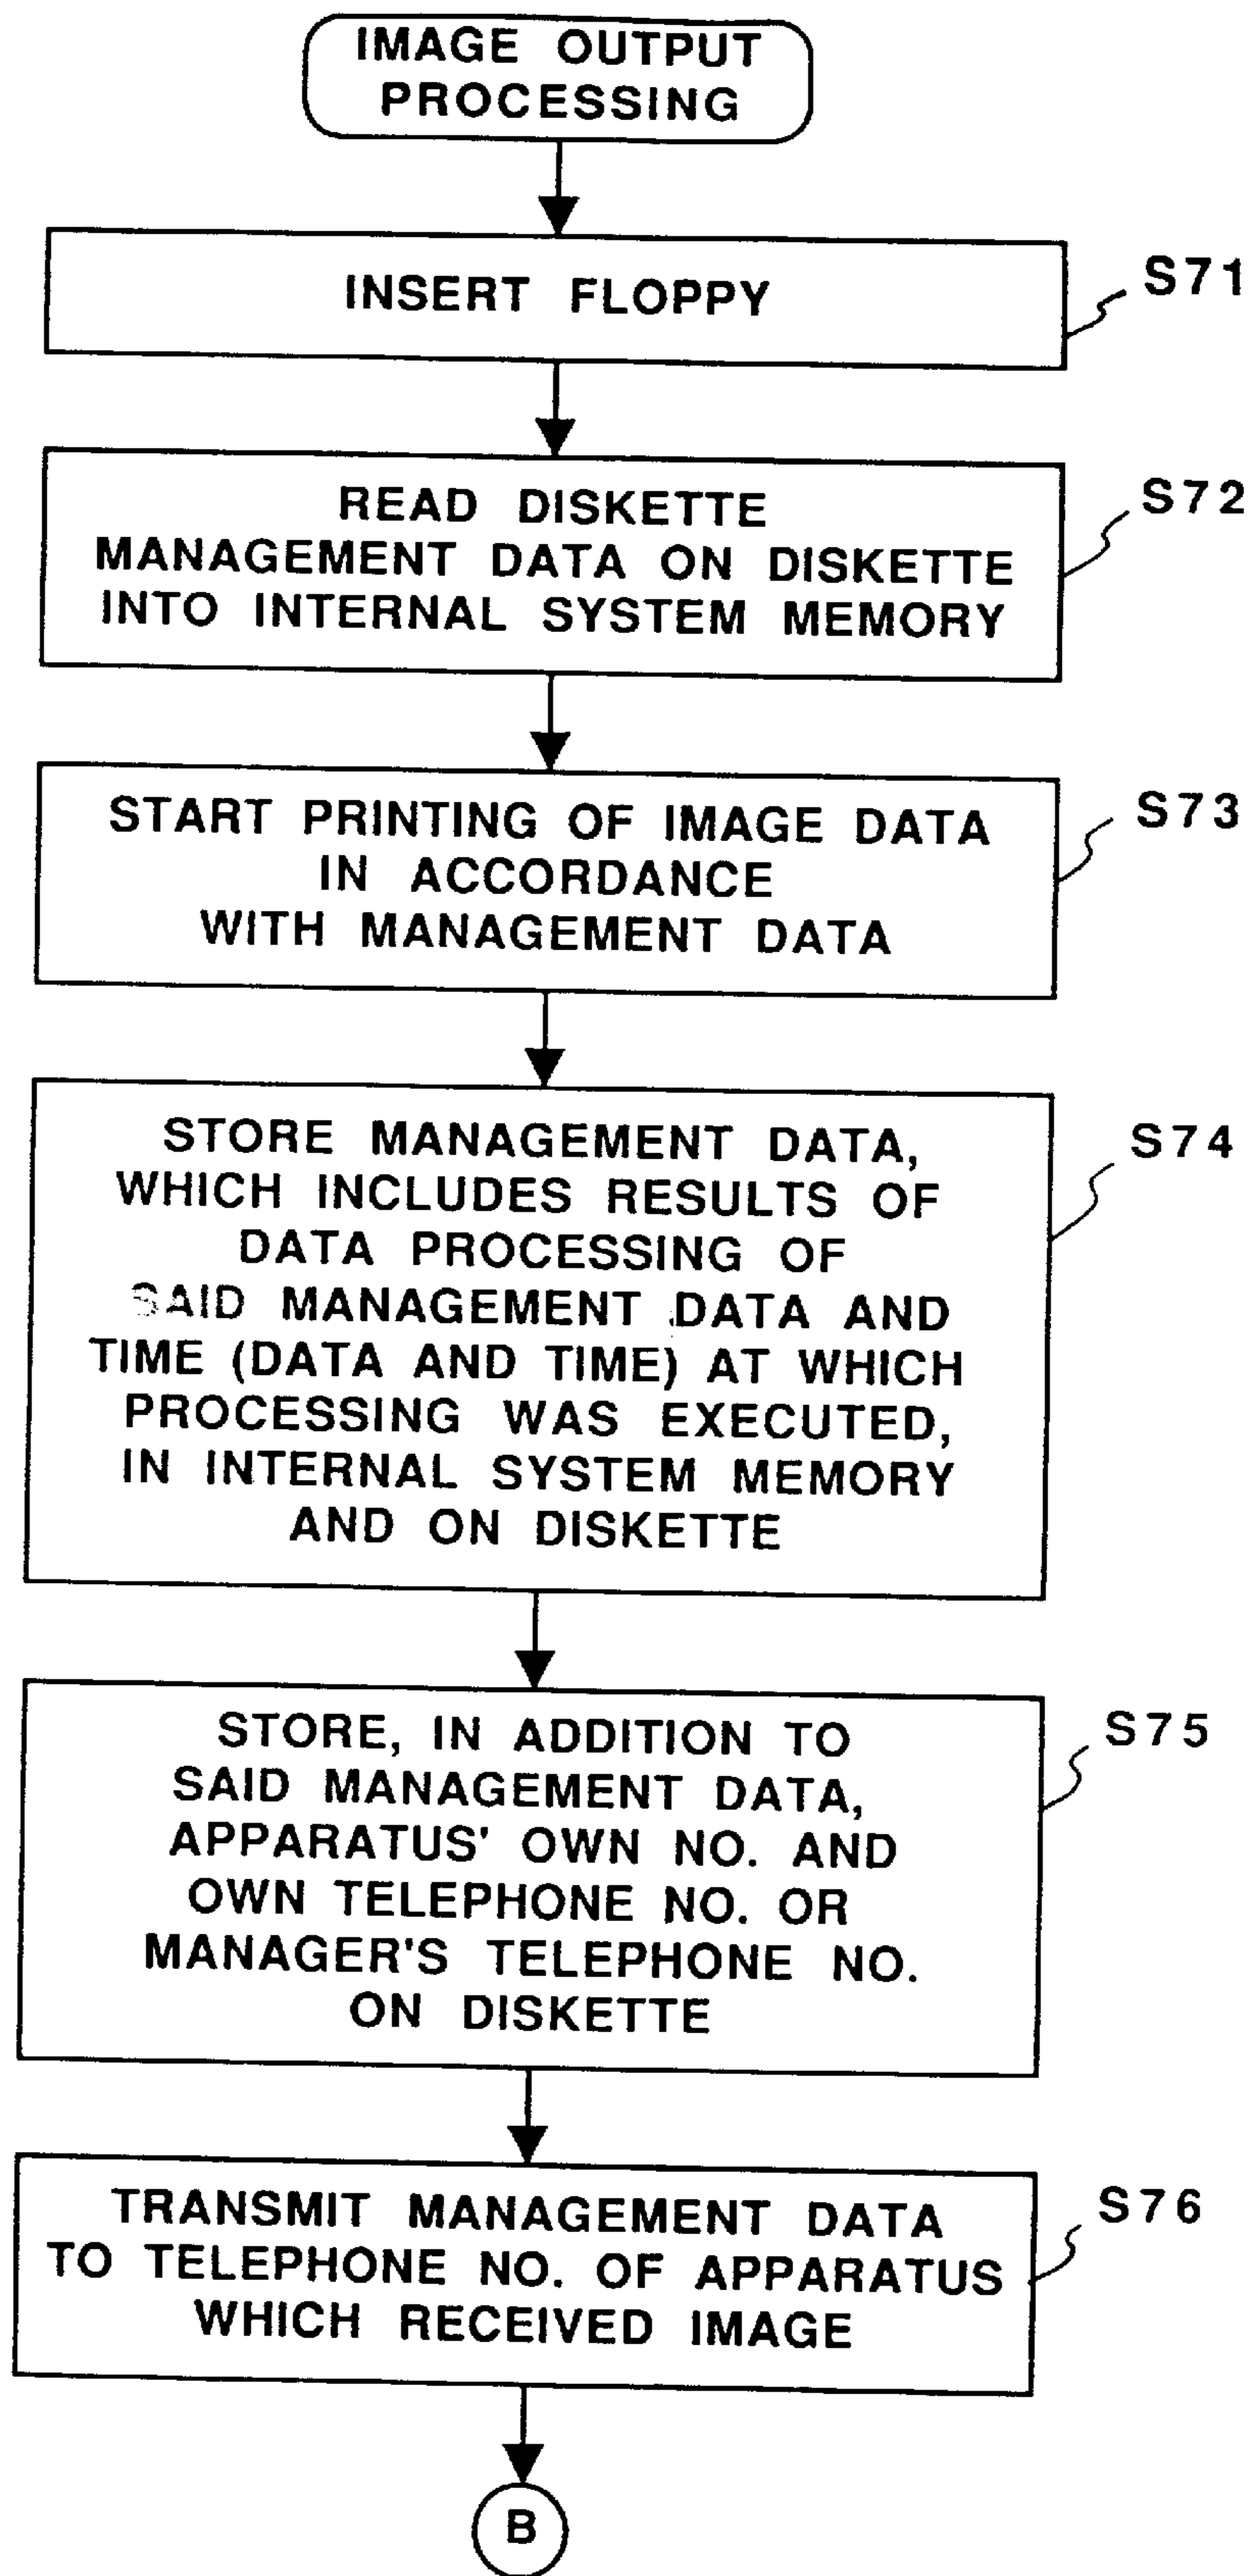 IMAGE OUTPUT
PROCESSING
INSERT FLOPPY
S71
READ DISKETTE
MANAGEMENT DATA ON DISKETTE
INTO INTERNAL SYSTEM MEMORY
S72
START PRINTING OF IMAGE DATA
IN ACCORDANCE
WITH MANAGEMENT DATA
S73
STORE MANAGEMENT DATA,
WHICH INCLUDES RESULTS OF
DATA PROCESSING OF
SAID MANAGEMENT DATA AND
TIME (DATA AND TIME) AT WHICH
PROCESSING WAS EXECUTED,
IN INTERNAL SYSTEM MEMORY
AND ON DISKETTE
S74
STORE, IN ADDITION TO
SAID MANAGEMENT DATA,
APPARATUS' OWN NO. AND
OWN TELEPHONE NO. OR
MANAGER'S TELEPHONE NO.
ON DISKETTE
S75
TRANSMIT MANAGEMENT DATA
TO TELEPHONE NO. OF APPARATUS
WHICH RECEIVED IMAGE
S76
B